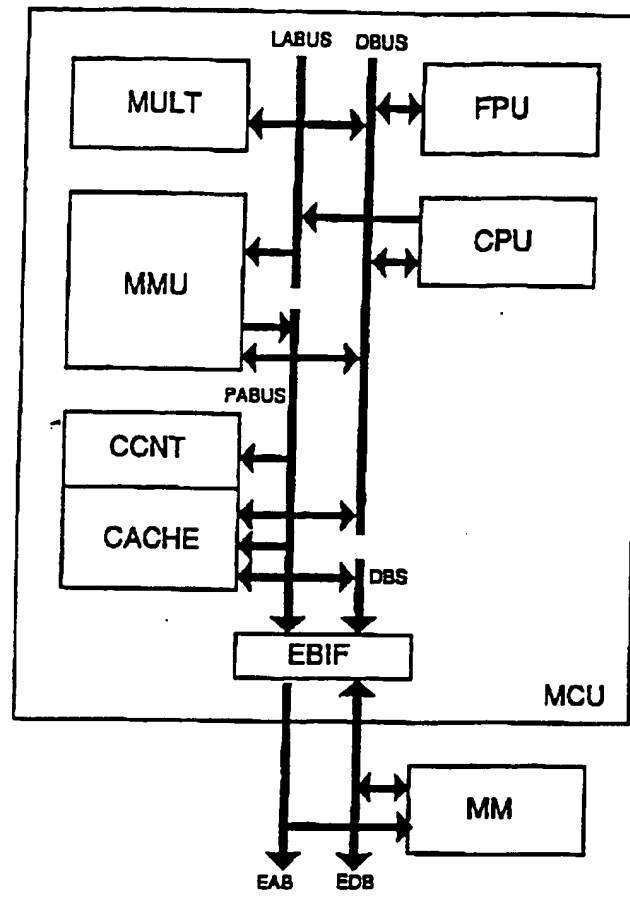 LABUS DBUS
MULT
FPU
CPU
MMU
PABUS
CCNT
CACHE
DBS
EBIF
MCU
MM
EAB EDB